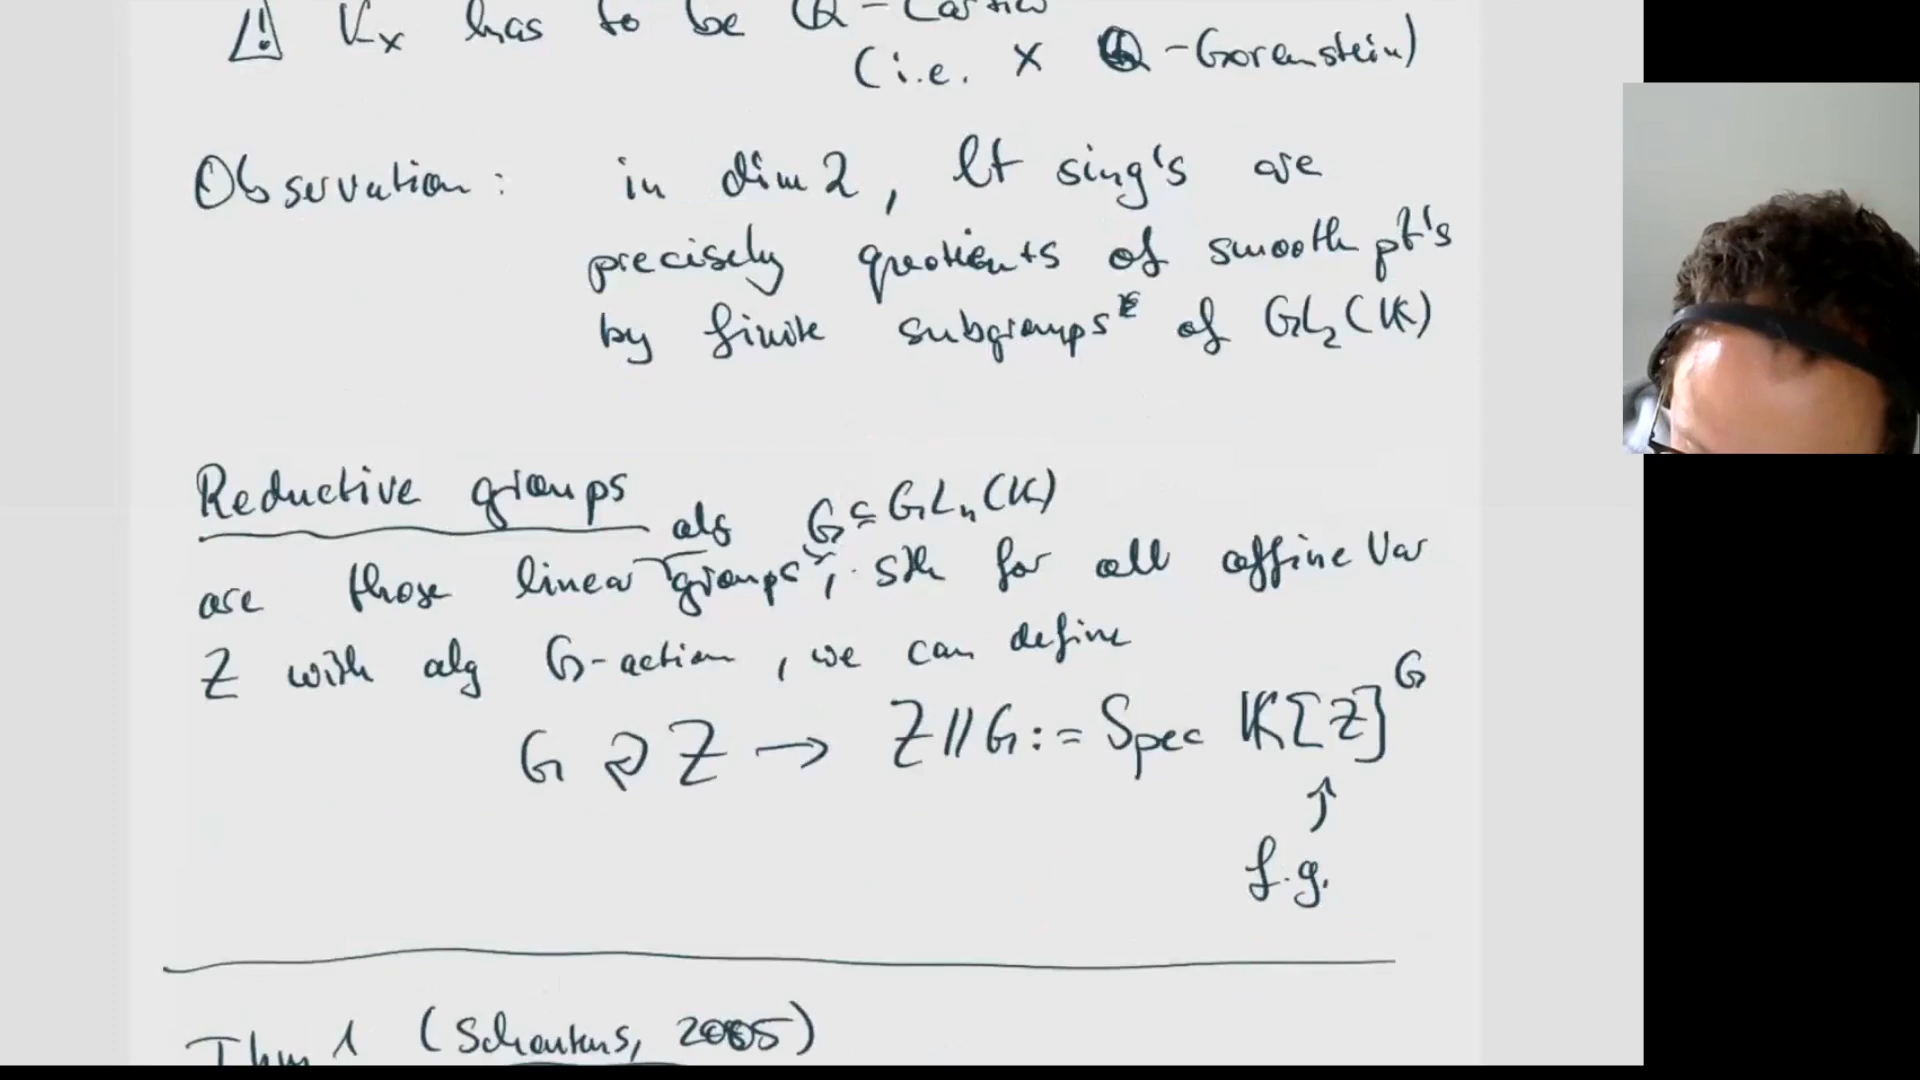 ⚠ K_X has to be Q-Cartier
(i.e. X Q-Gorenstein)
Observation: in dim 2, lt sing's are
precisely quotients of smooth pt's
by finite subgroups of GL₂(K)
Reductive groups
alg G ⊆ GLₙ(K)
are those linear groups, sth for all affine Var
Z with alg G-action, we can define
G ↻ Z → Z//G := Spec K[Z]^G
↑
f.g.
Thm 1 (Schoutens, 2005)